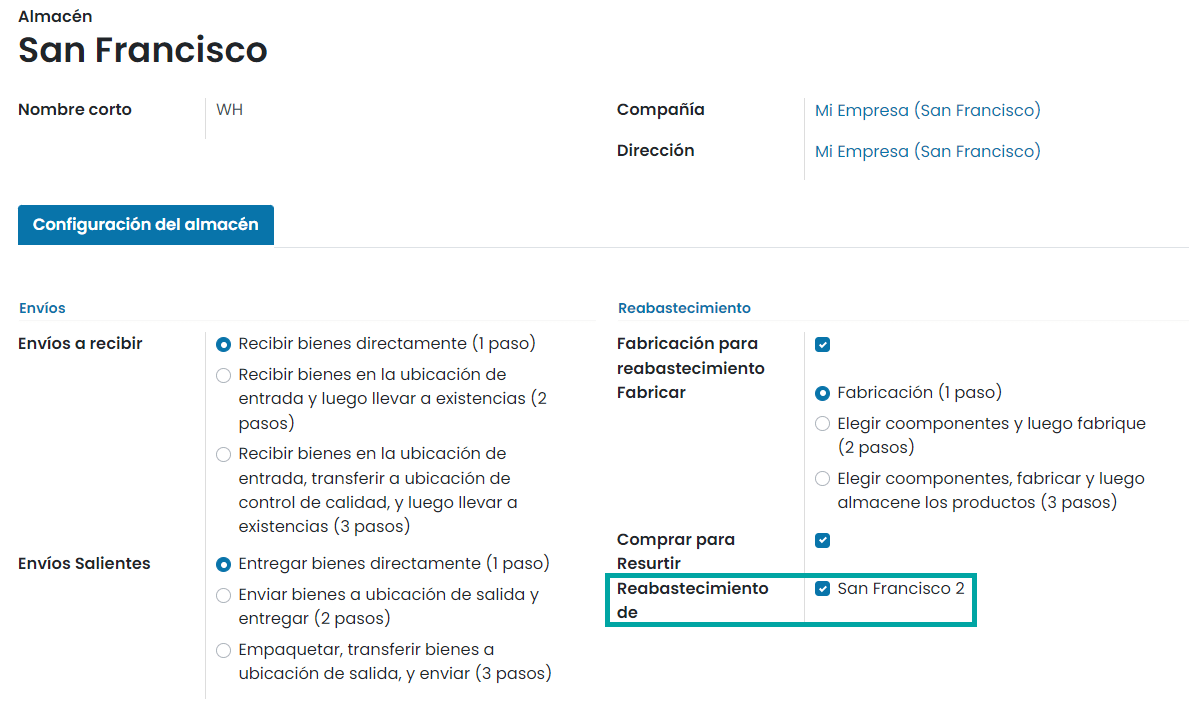 Almacén
San Francisco
Nombre corto
WH
Compañía
Mi Empresa (San Francisco)
Dirección
Mi Empresa (San Francisco)
Configuración del almacén
Envíos
Envíos a recibir
Recibir bienes directamente (1 paso)
Recibir bienes en la ubicación de
entrada y luego llevar a existencias (2
pasos)
Recibir bienes en la ubicación de
entrada, transferir a ubicación de
control de calidad, y luego llevar a
existencias (3 pasos)
Envíos Salientes
Entregar bienes directamente (1 paso)
Enviar bienes a ubicación de salida y
entregar (2 pasos)
Empaquetar, transferir bienes a
ubicación de salida, y enviar (3 pasos)
Reabastecimiento
Fabricación para
reabastecimiento
Fabricar
Fabricación (1 paso)
Elegir coomponentes y luego fabrique
(2 pasos)
Elegir coomponentes, fabricar y luego
almacene los productos (3 pasos)
Comprar para
Resurtir
Reabastecimiento
de
San Francisco 2